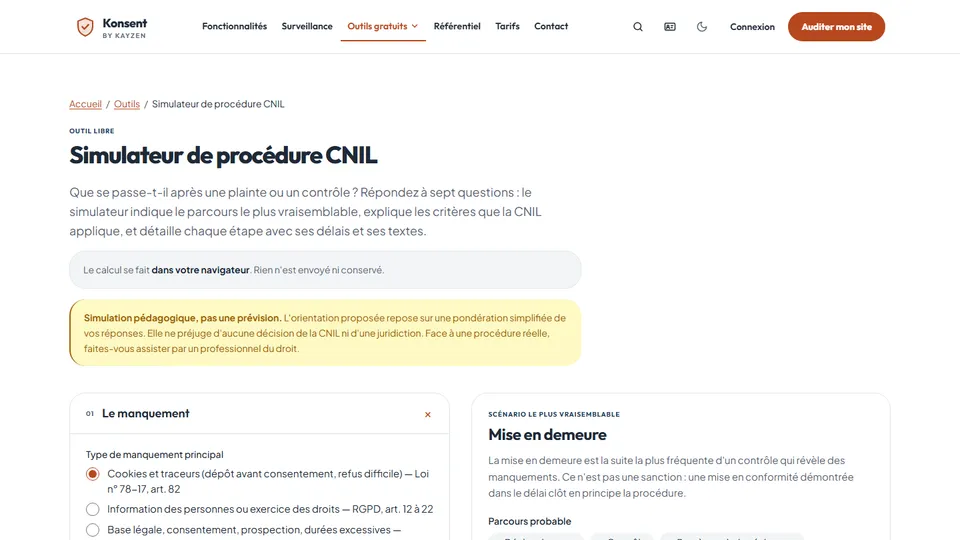 Konsent
BY KAYZEN
Fonctionnalités
Surveillance
Outils gratuits
Référentiel
Tarifs
Contact
Connexion
Auditer mon site
Accueil / Outils / Simulateur de procédure CNIL
OUTIL LIBRE
Simulateur de procédure CNIL
Que se passe-t-il après une plainte ou un contrôle ? Répondez à sept questions : le
simulateur indique le parcours le plus vraisemblable, explique les critères que la CNIL
applique, et détaille chaque étape avec ses délais et ses textes.
Le calcul se fait dans votre navigateur. Rien n'est envoyé ni conservé.
Simulation pédagogique, pas une prévision. L'orientation proposée repose sur une pondération simplifiée de
vos réponses. Elle ne préjuge d'aucune décision de la CNIL ni d'une juridiction. Face à une procédure réelle,
faites-vous assister par un professionnel du droit.
01 Le manquement ×
Type de manquement principal
Cookies et traceurs (dépôt avant consentement, refus difficile) — Loi
n° 78-17, art. 82
Information des personnes ou exercice des droits — RGPD, art. 12 à 22
Base légale, consentement, prospection, durées excessives —
SCÉNARIO LE PLUS VRAISEMBLABLE
Mise en demeure
La mise en demeure est la suite la plus fréquente d'un contrôle qui révèle des
manquements. Ce n'est pas une sanction : une mise en conformité démontrée
dans le délai clôt en principe la procédure.
Parcours probable